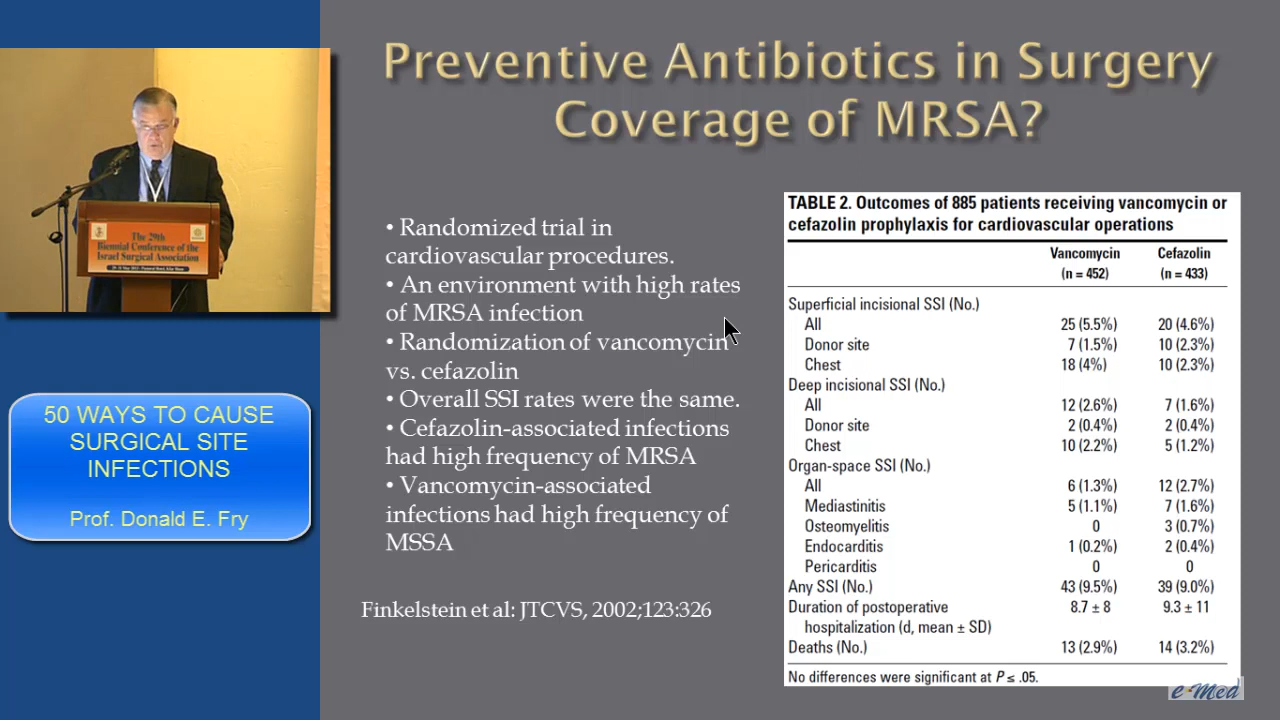 Preventive Antibiotics in Surgery
Coverage of MRSA?
The 29th
Biennial Conference of the
Israel Surgical Association
50 WAYS TO CAUSE
SURGICAL SITE
INFECTIONS
Prof. Donald E. Fry
• Randomized trial in
cardiovascular procedures.
• An environment with high rates
of MRSA infection
• Randomization of vancomycin
vs. cefazolin
• Overall SSI rates were the same.
• Cefazolin-associated infections
had high frequency of MRSA
• Vancomycin-associated
infections had high frequency of
MSSA
Finkelstein et al: JTCVS, 2002;123:326
TABLE 2. Outcomes of 885 patients receiving vancomycin or
cefazolin prophylaxis for cardiovascular operations
Vancomycin Cefazolin
(n = 452) (n = 433)
Superficial incisional SSI (No.)
All 25 (5.5%) 20 (4.6%)
Donor site 7 (1.5%) 10 (2.3%)
Chest 18 (4%) 10 (2.3%)
Deep incisional SSI (No.)
All 12 (2.6%) 7 (1.6%)
Donor site 2 (0.4%) 2 (0.4%)
Chest 10 (2.2%) 5 (1.2%)
Organ-space SSI (No.)
All 6 (1.3%) 12 (2.7%)
Mediastinitis 5 (1.1%) 7 (1.6%)
Osteomyelitis 0 3 (0.7%)
Endocarditis 1 (0.2%) 2 (0.4%)
Pericarditis 0 0
Any SSI (No.) 43 (9.5%) 39 (9.0%)
Duration of postoperative 8.7 ± 8 9.3 ± 11
hospitalization (d, mean ± SD)
Deaths (No.) 13 (2.9%) 14 (3.2%)
No differences were significant at P ≤ .05.
e-Med